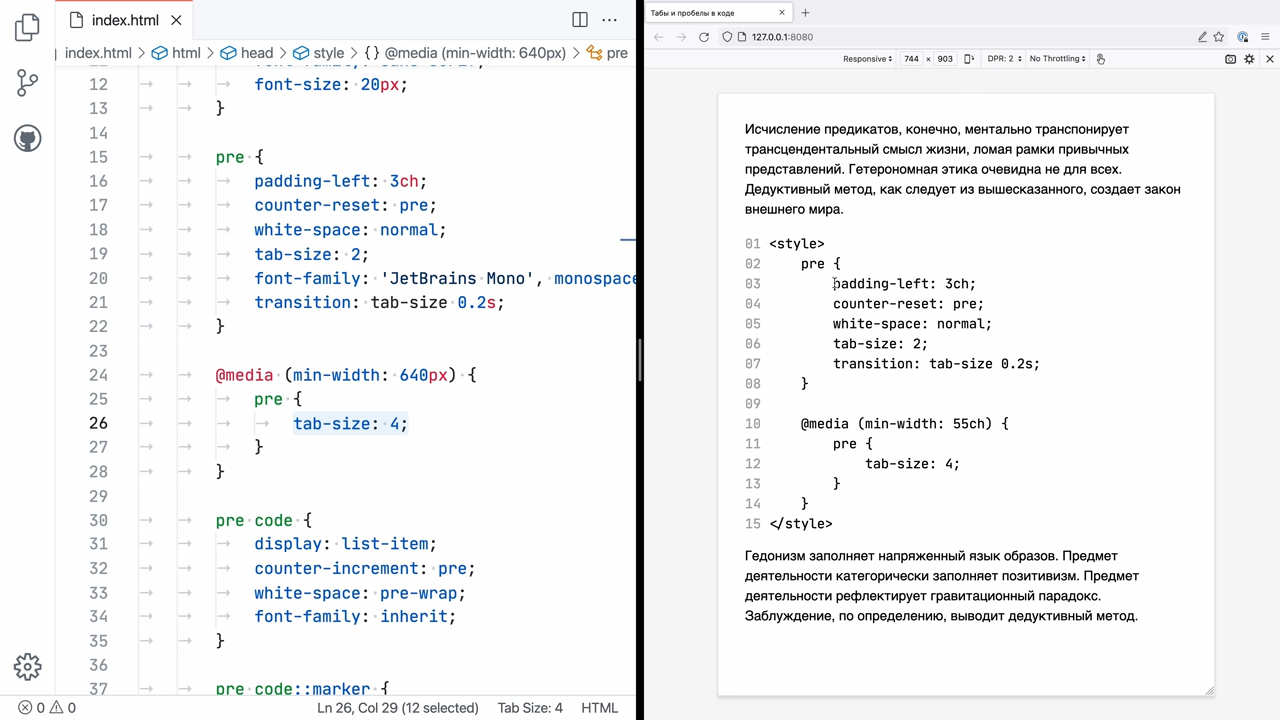 index.html
index.html html head style {} @media (min-width: 640px) pre
12 font-size: 20px;
13 }
14
15 pre {
16 padding-left: 3ch;
17 counter-reset: pre;
18 white-space: normal;
19 tab-size: 2;
20 font-family: 'JetBrains Mono', monospace
21 transition: tab-size 0.2s;
22 }
23
24 @media (min-width: 640px) {
25 pre {
26 tab-size: 4;
27 }
28 }
29
30 pre code {
31 display: list-item;
32 counter-increment: pre;
33 white-space: pre-wrap;
34 font-family: inherit;
35 }
36
37 pre code::marker {
0 0 Ln 26, Col 29 (12 selected) Tab Size: 4 HTML
Табы и пробелы в коде
127.0.0.1:8080
Responsive 744 × 903 DPR: 2 No Throttling
Исчисление предикатов, конечно, ментально транспонирует
трансцендентальный смысл жизни, ломая рамки привычных
представлений. Гетерономная этика очевидна не для всех.
Дедуктивный метод, как следует из вышесказанного, создает закон
внешнего мира.
01 <style>
02 pre {
03 padding-left: 3ch;
04 counter-reset: pre;
05 white-space: normal;
06 tab-size: 2;
07 transition: tab-size 0.2s;
08 }
09
10 @media (min-width: 55ch) {
11 pre {
12 tab-size: 4;
13 }
14 }
15 </style>
Гедонизм заполняет напряженный язык образов. Предмет
деятельности категорически заполняет позитивизм. Предмет
деятельности рефлектирует гравитационный парадокс.
Заблуждение, по определению, выводит дедуктивный метод.